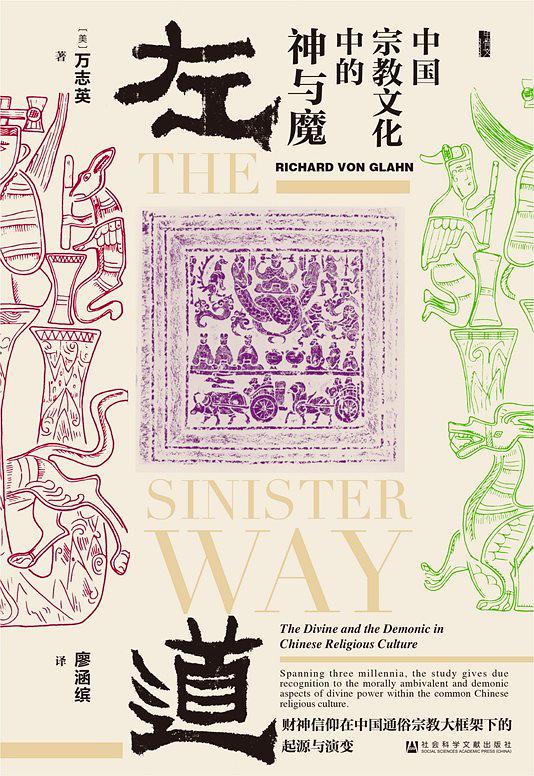 左道
中国
宗教文化
中的
神与魔
[美]
万志英
著
THE
RICHARD VON GLAHN
SINISTER
WAY
The Divine and the Demonic in
Chinese Religious Culture
Spanning three millennia, the study gives due
recognition to the morally ambivalent and demonic
aspects of divine power within the common Chinese
religious culture.
廖涵缤
译
财神信仰在中国通俗宗教大框架下的
起源与演变
社会科学文献出版社
SOCIAL SCIENCES ACADEMIC PRESS (CHINA)